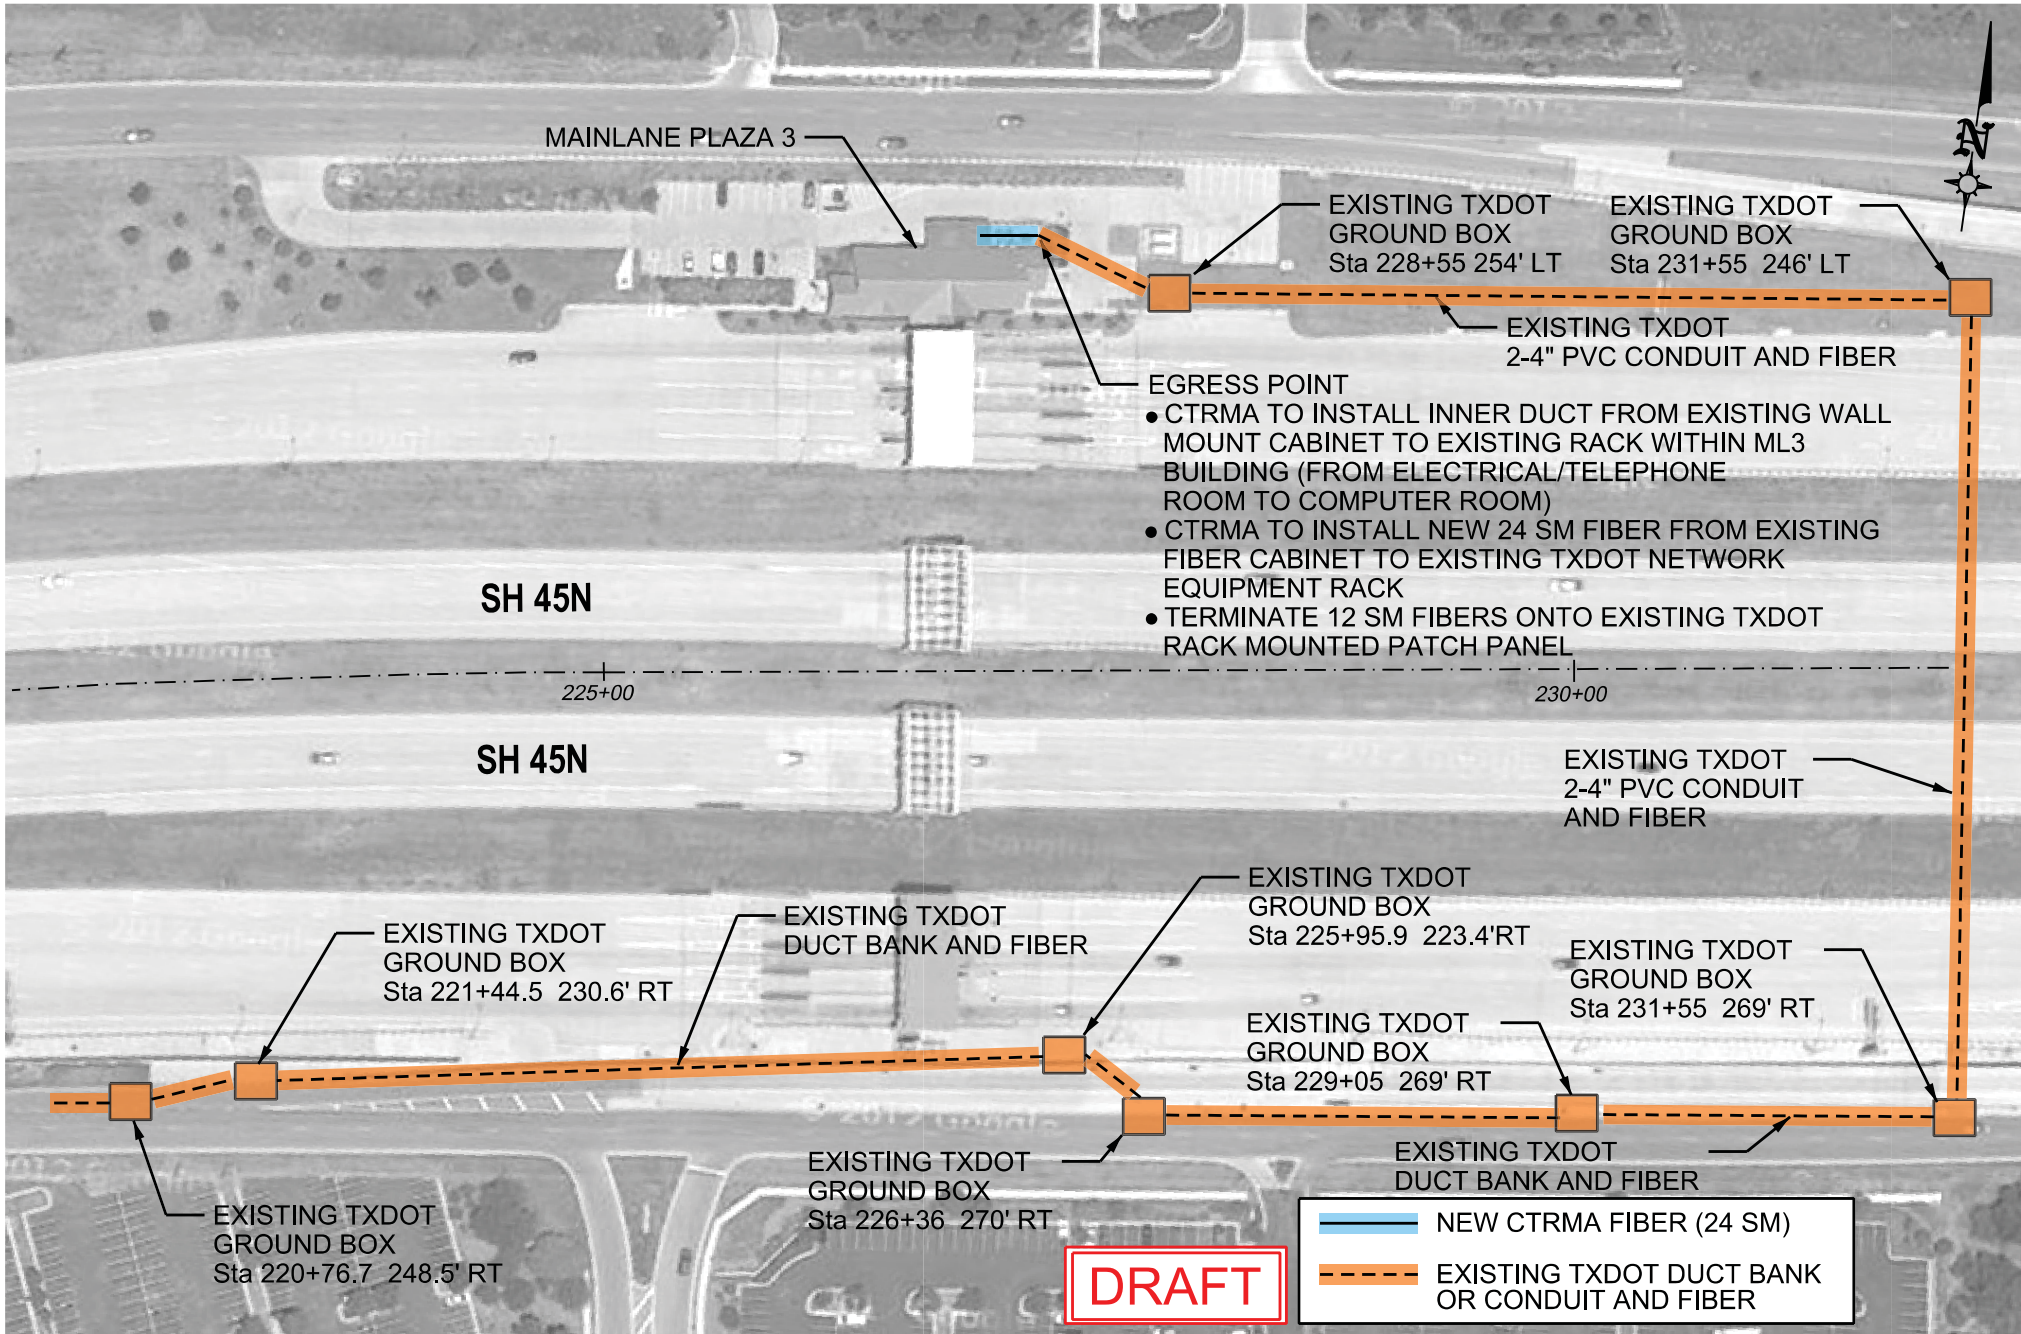 MAINLANE PLAZA 3
N
EXISTING TXDOT
GROUND BOX
Sta 228+55 254' LT
EXISTING TXDOT
GROUND BOX
Sta 231+55 246' LT
EXISTING TXDOT
2-4" PVC CONDUIT AND FIBER
EGRESS POINT
● CTRMA TO INSTALL INNER DUCT FROM EXISTING WALL
MOUNT CABINET TO EXISTING RACK WITHIN ML3
BUILDING (FROM ELECTRICAL/TELEPHONE
ROOM TO COMPUTER ROOM)
● CTRMA TO INSTALL NEW 24 SM FIBER FROM EXISTING
FIBER CABINET TO EXISTING TXDOT NETWORK
EQUIPMENT RACK
● TERMINATE 12 SM FIBERS ONTO EXISTING TXDOT
RACK MOUNTED PATCH PANEL
SH 45N
225+00
230+00
SH 45N
EXISTING TXDOT
2-4" PVC CONDUIT
AND FIBER
EXISTING TXDOT
GROUND BOX
Sta 221+44.5 230.6' RT
EXISTING TXDOT
DUCT BANK AND FIBER
EXISTING TXDOT
GROUND BOX
Sta 225+95.9 223.4'RT
EXISTING TXDOT
GROUND BOX
Sta 231+55 269' RT
EXISTING TXDOT
GROUND BOX
Sta 229+05 269' RT
EXISTING TXDOT
GROUND BOX
Sta 220+76.7 248.5' RT
EXISTING TXDOT
GROUND BOX
Sta 226+36 270' RT
EXISTING TXDOT
DUCT BANK AND FIBER
DRAFT
NEW CTRMA FIBER (24 SM)
EXISTING TXDOT DUCT BANK
OR CONDUIT AND FIBER